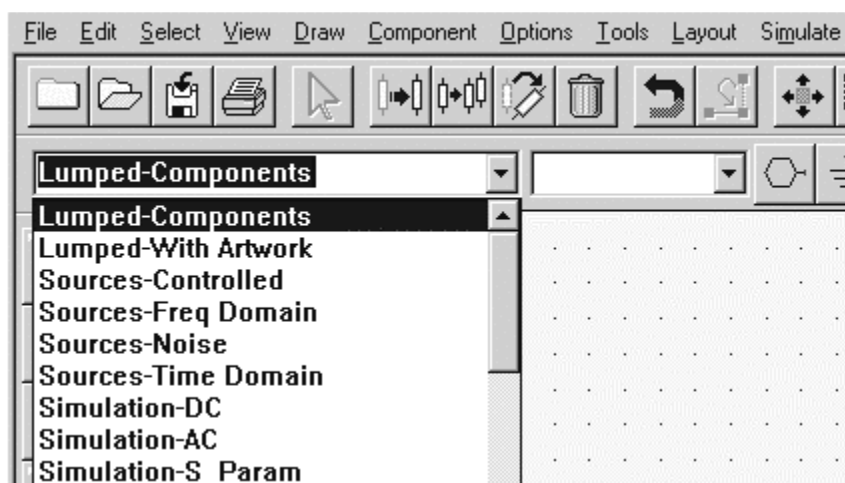 File Edit Select View Draw Component Options Tools Layout Simulate
Lumped-Components
Lumped-Components
Lumped-With Artwork
Sources-Controlled
Sources-Freq Domain
Sources-Noise
Sources-Time Domain
Simulation-DC
Simulation-AC
Simulation-S_Param